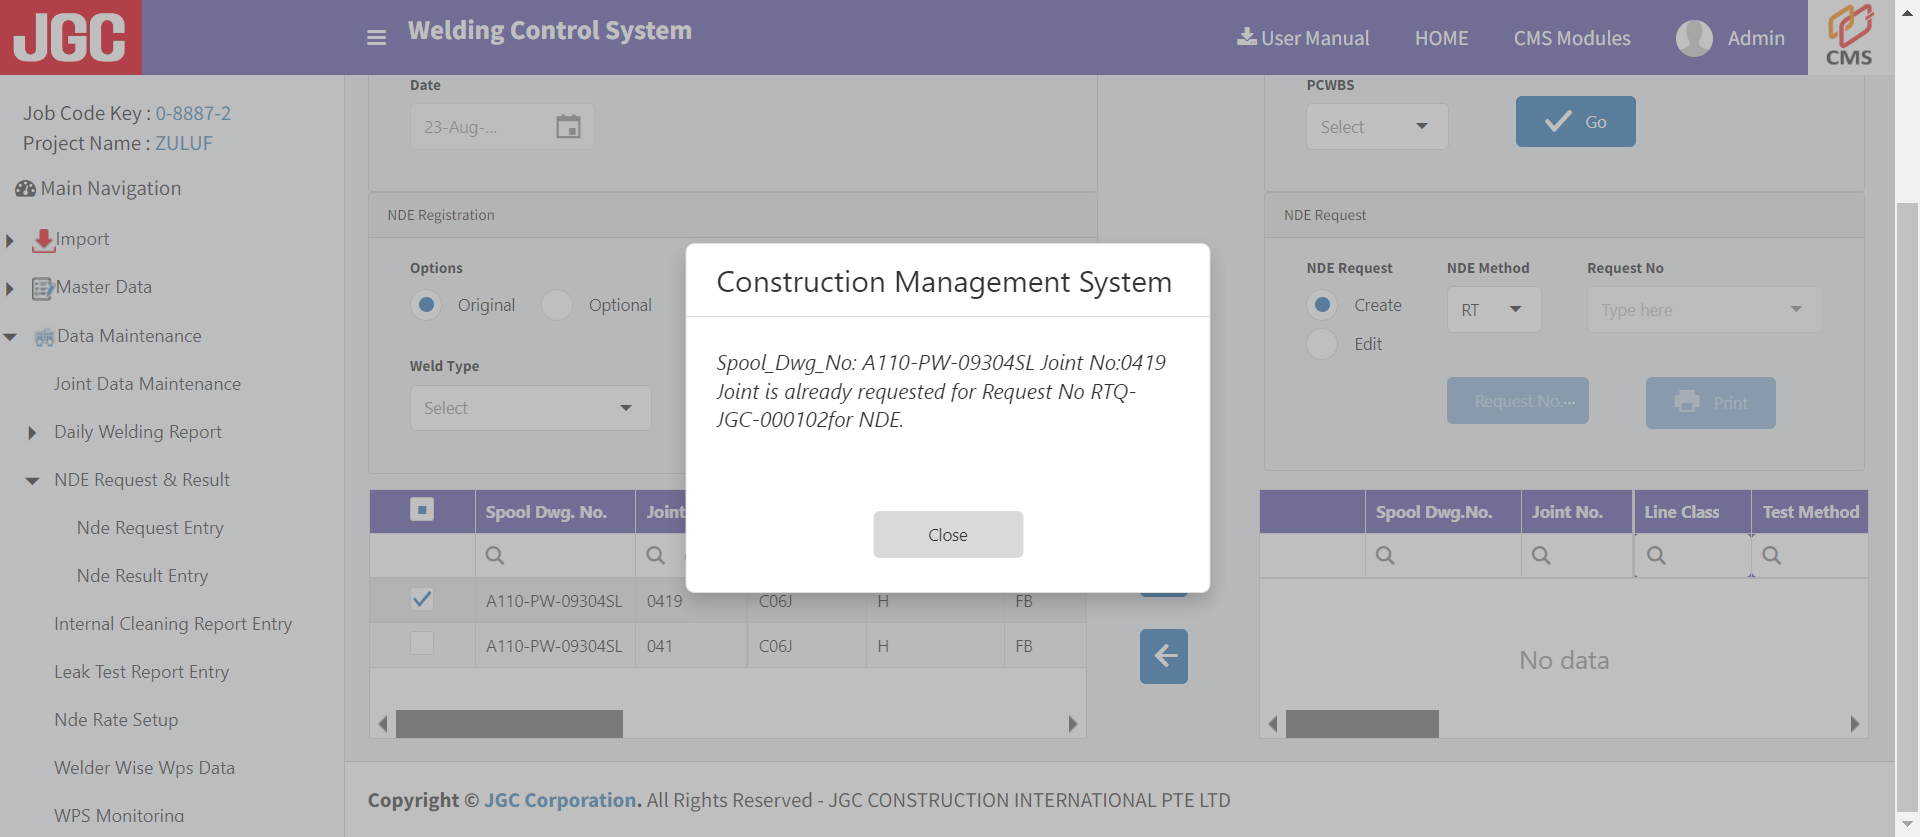 JGC
Welding Control System
User Manual
HOME
CMS Modules
Admin
CMS
Job Code Key : 0-8887-2
Project Name : ZULUF
Main Navigation
Import
Master Data
Data Maintenance
Joint Data Maintenance
Daily Welding Report
NDE Request & Result
Nde Request Entry
Nde Result Entry
Internal Cleaning Report Entry
Leak Test Report Entry
Nde Rate Setup
Welder Wise Wps Data
WPS Monitoring
Date
23-Aug-...
PCWBS
Select
Go
NDE Registration
Options
Original
Optional
Weld Type
Select
NDE Request
NDE Request
NDE Method
Request No
Create
Edit
RT
Type here
Request No....
Print
Construction Management System
Spool_Dwg_No: A110-PW-09304SL Joint No:0419
Joint is already requested for Request No RTQ-
JGC-000102for NDE.
Close
Spool Dwg. No.
Joint
A110-PW-09304SL 0419 C06J H FB
A110-PW-09304SL 041 C06J H FB
Spool Dwg.No.
Joint No.
Line Class
Test Method
No data
Copyright © JGC Corporation. All Rights Reserved - JGC CONSTRUCTION INTERNATIONAL PTE LTD